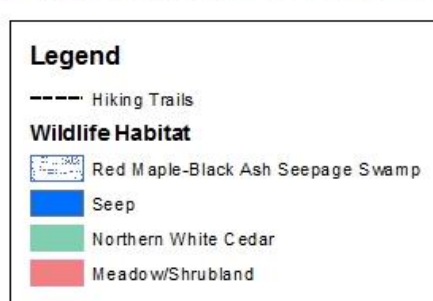 Legend
Hiking Trails
Wildlife Habitat
Red Maple-Black Ash Seepage Swamp
Seep
Northern White Cedar
Meadow/Shrubland